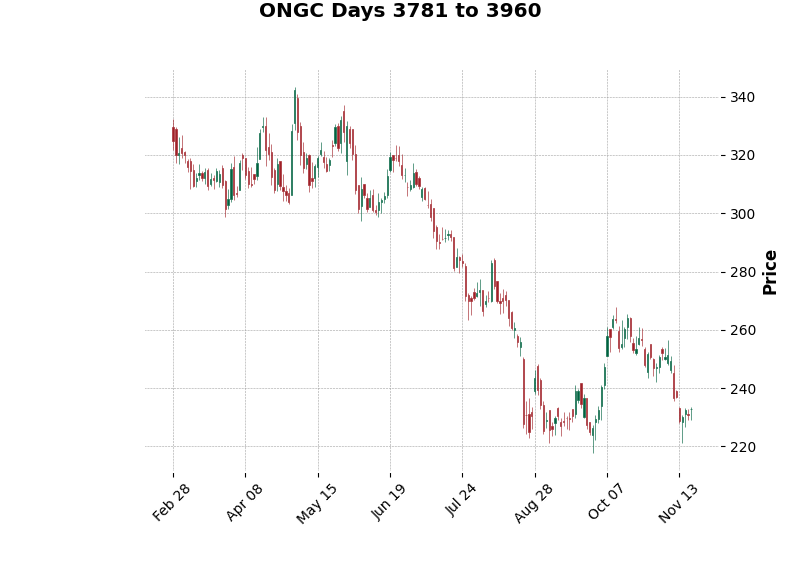 ONGC Days 3781 to 3960
340
320
300
280
260
240
220
Price
Feb 28
Apr 08
May 15
Jun 19
Jul 24
Aug 28
Oct 07
Nov 13